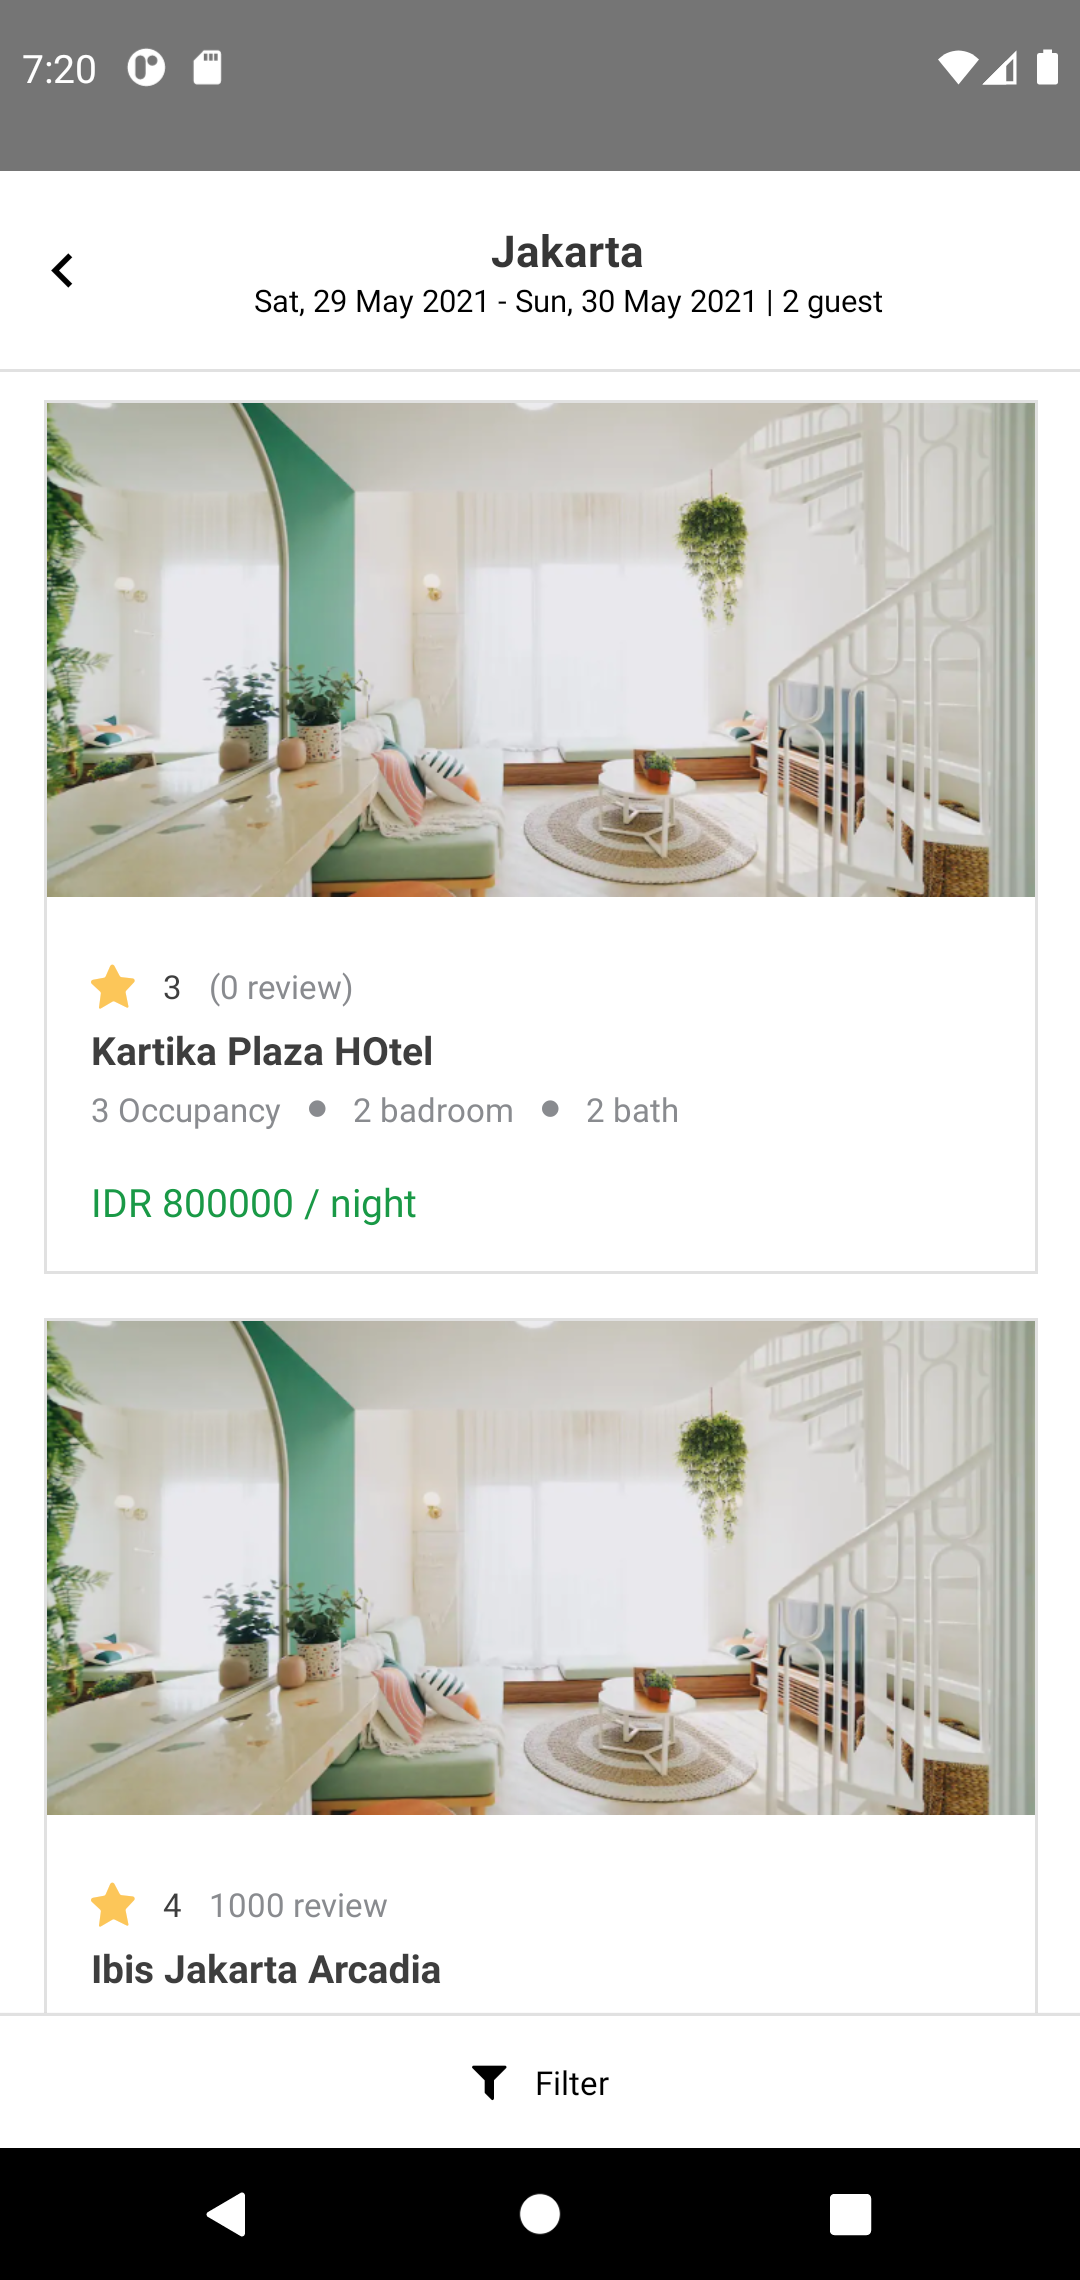 7:20
Jakarta
Sat, 29 May 2021 - Sun, 30 May 2021 | 2 guest
3 (0 review)
Kartika Plaza HOtel
3 Occupancy ● 2 badroom ● 2 bath
IDR 800000 / night
4 1000 review
Ibis Jakarta Arcadia
Filter